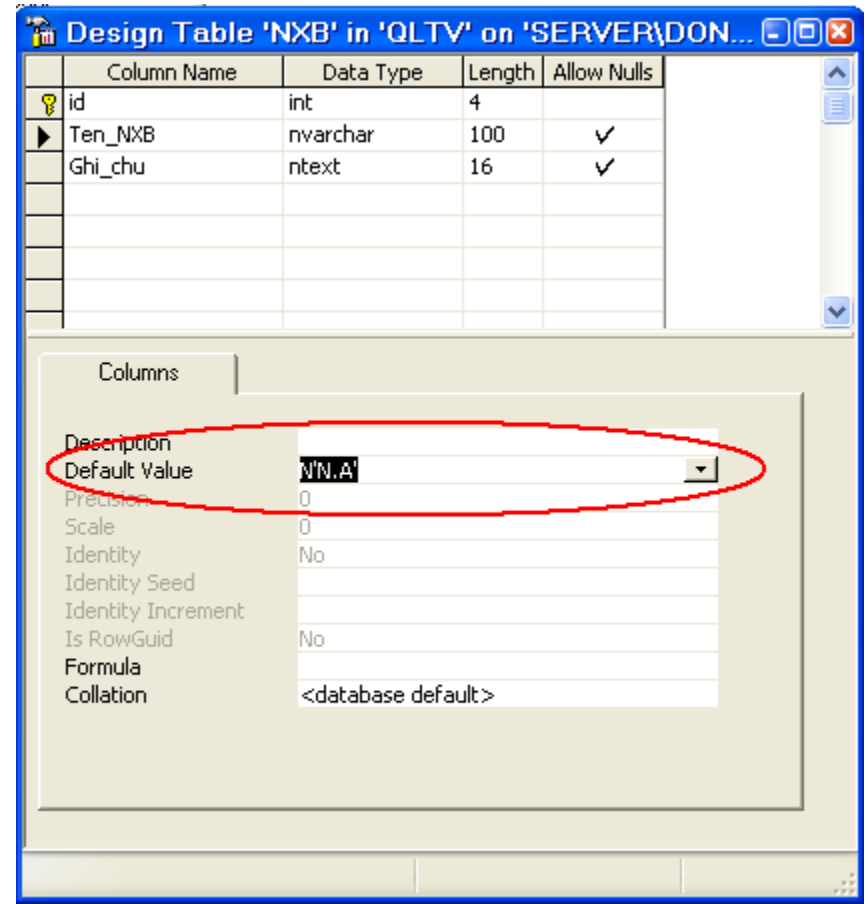 Design Table 'NXB' in 'QLTV' on 'SERVER\DON...
Column Name Data Type Length Allow Nulls
id int 4
Ten_NXB nvarchar 100
Ghi_chu ntext 16
Columns
Description
Default Value N'N.A'
Precision 0
Scale 0
Identity No
Identity Seed
Identity Increment
Is RowGuid No
Formula
Collation <database default>